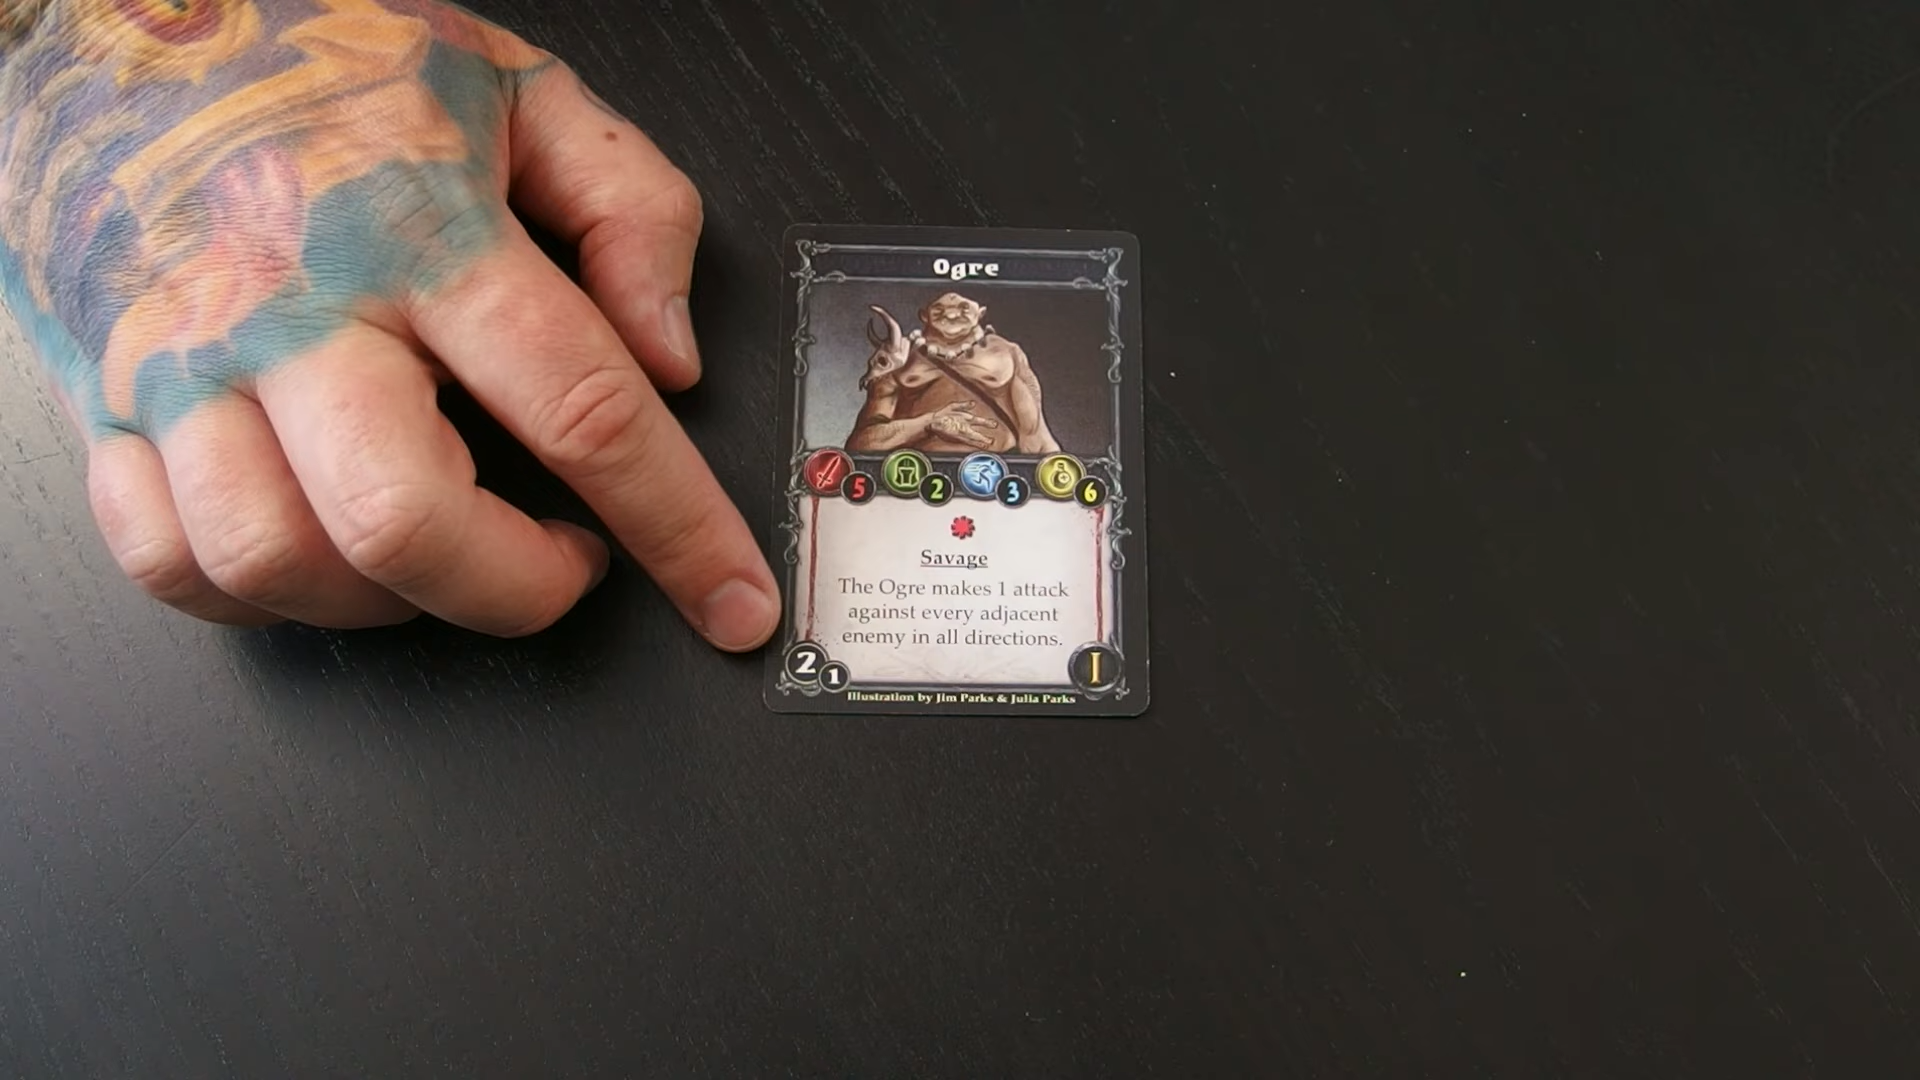 Ogre
5 2 3 6
Savage
The Ogre makes 1 attack
against every adjacent
enemy in all directions.
2 1 I
Illustration by Jim Parks & Julia Parks